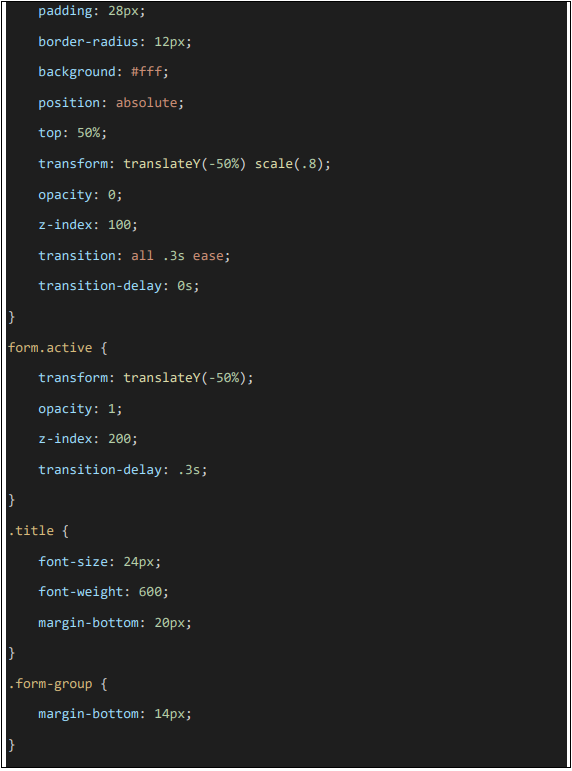 padding: 28px;
border-radius: 12px;
background: #fff;
position: absolute;
top: 50%;
transform: translateY(-50%) scale(.8);
opacity: 0;
z-index: 100;
transition: all .3s ease;
transition-delay: 0s;
}
form.active {
transform: translateY(-50%);
opacity: 1;
z-index: 200;
transition-delay: .3s;
}
.title {
font-size: 24px;
font-weight: 600;
margin-bottom: 20px;
}
.form-group {
margin-bottom: 14px;
}